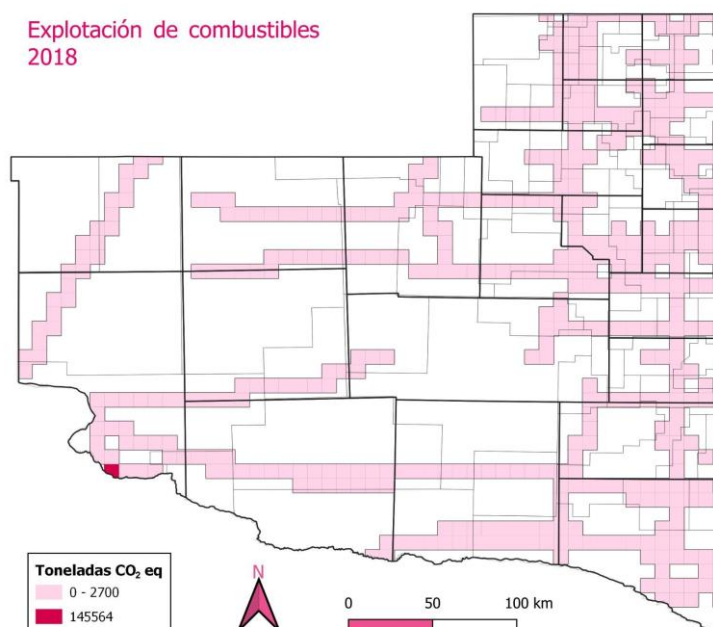 Explotación de combustibles
2018
Toneladas CO₂ eq
0 - 2700
145564
N
0 50 100 km